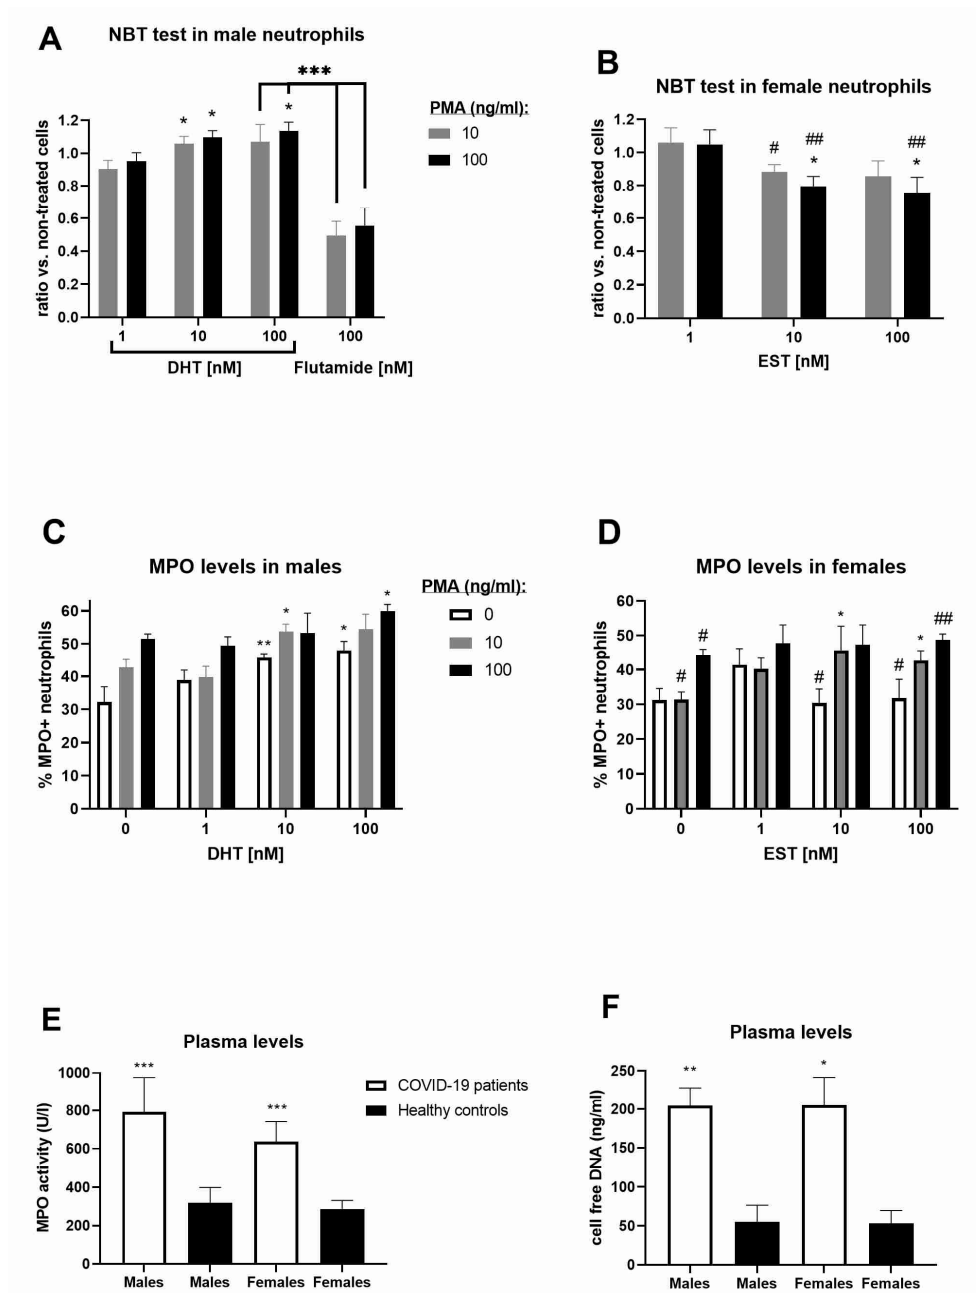 A
NBT test in male neutrophils
***
PMA (ng/ml):
10
100
* * *
ratio vs. non-treated cells
1.2
1.0
0.8
0.6
0.4
0.2
0.0
1 10 100 100
DHT [nM] Flutamide [nM]
B
NBT test in female neutrophils
# ## ##
* *
ratio vs. non-treated cells
1.2
1.0
0.8
0.6
0.4
0.2
0.0
1 10 100
EST [nM]
C
MPO levels in males
PMA (ng/ml):
0
10
100
** * * *
% MPO+ neutrophils
60
50
40
30
20
10
0
0 1 10 100
DHT [nM]
D
MPO levels in females
# # # * # * ##
% MPO+ neutrophils
60
50
40
30
20
10
0
0 1 10 100
EST [nM]
E
Plasma levels
COVID-19 patients
Healthy controls
*** ***
MPO activity (U/l)
1000
800
600
400
200
0
Males Males Females Females
F
Plasma levels
** *
cell free DNA (ng/ml)
250
200
150
100
50
0
Males Males Females Females